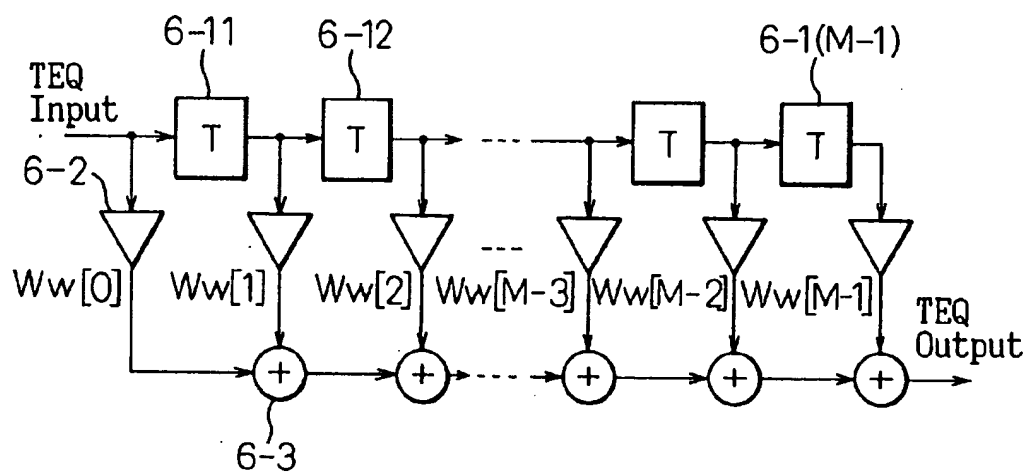 6-11
6-12
6-1(M-1)
TEQ
Input
T
T
T
T
6-2
Ww[0]
Ww[1]
Ww[2]
Ww[M-3]
Ww[M-2]
Ww[M-1]
TEQ
Output
+
+
+
+
+
6-3